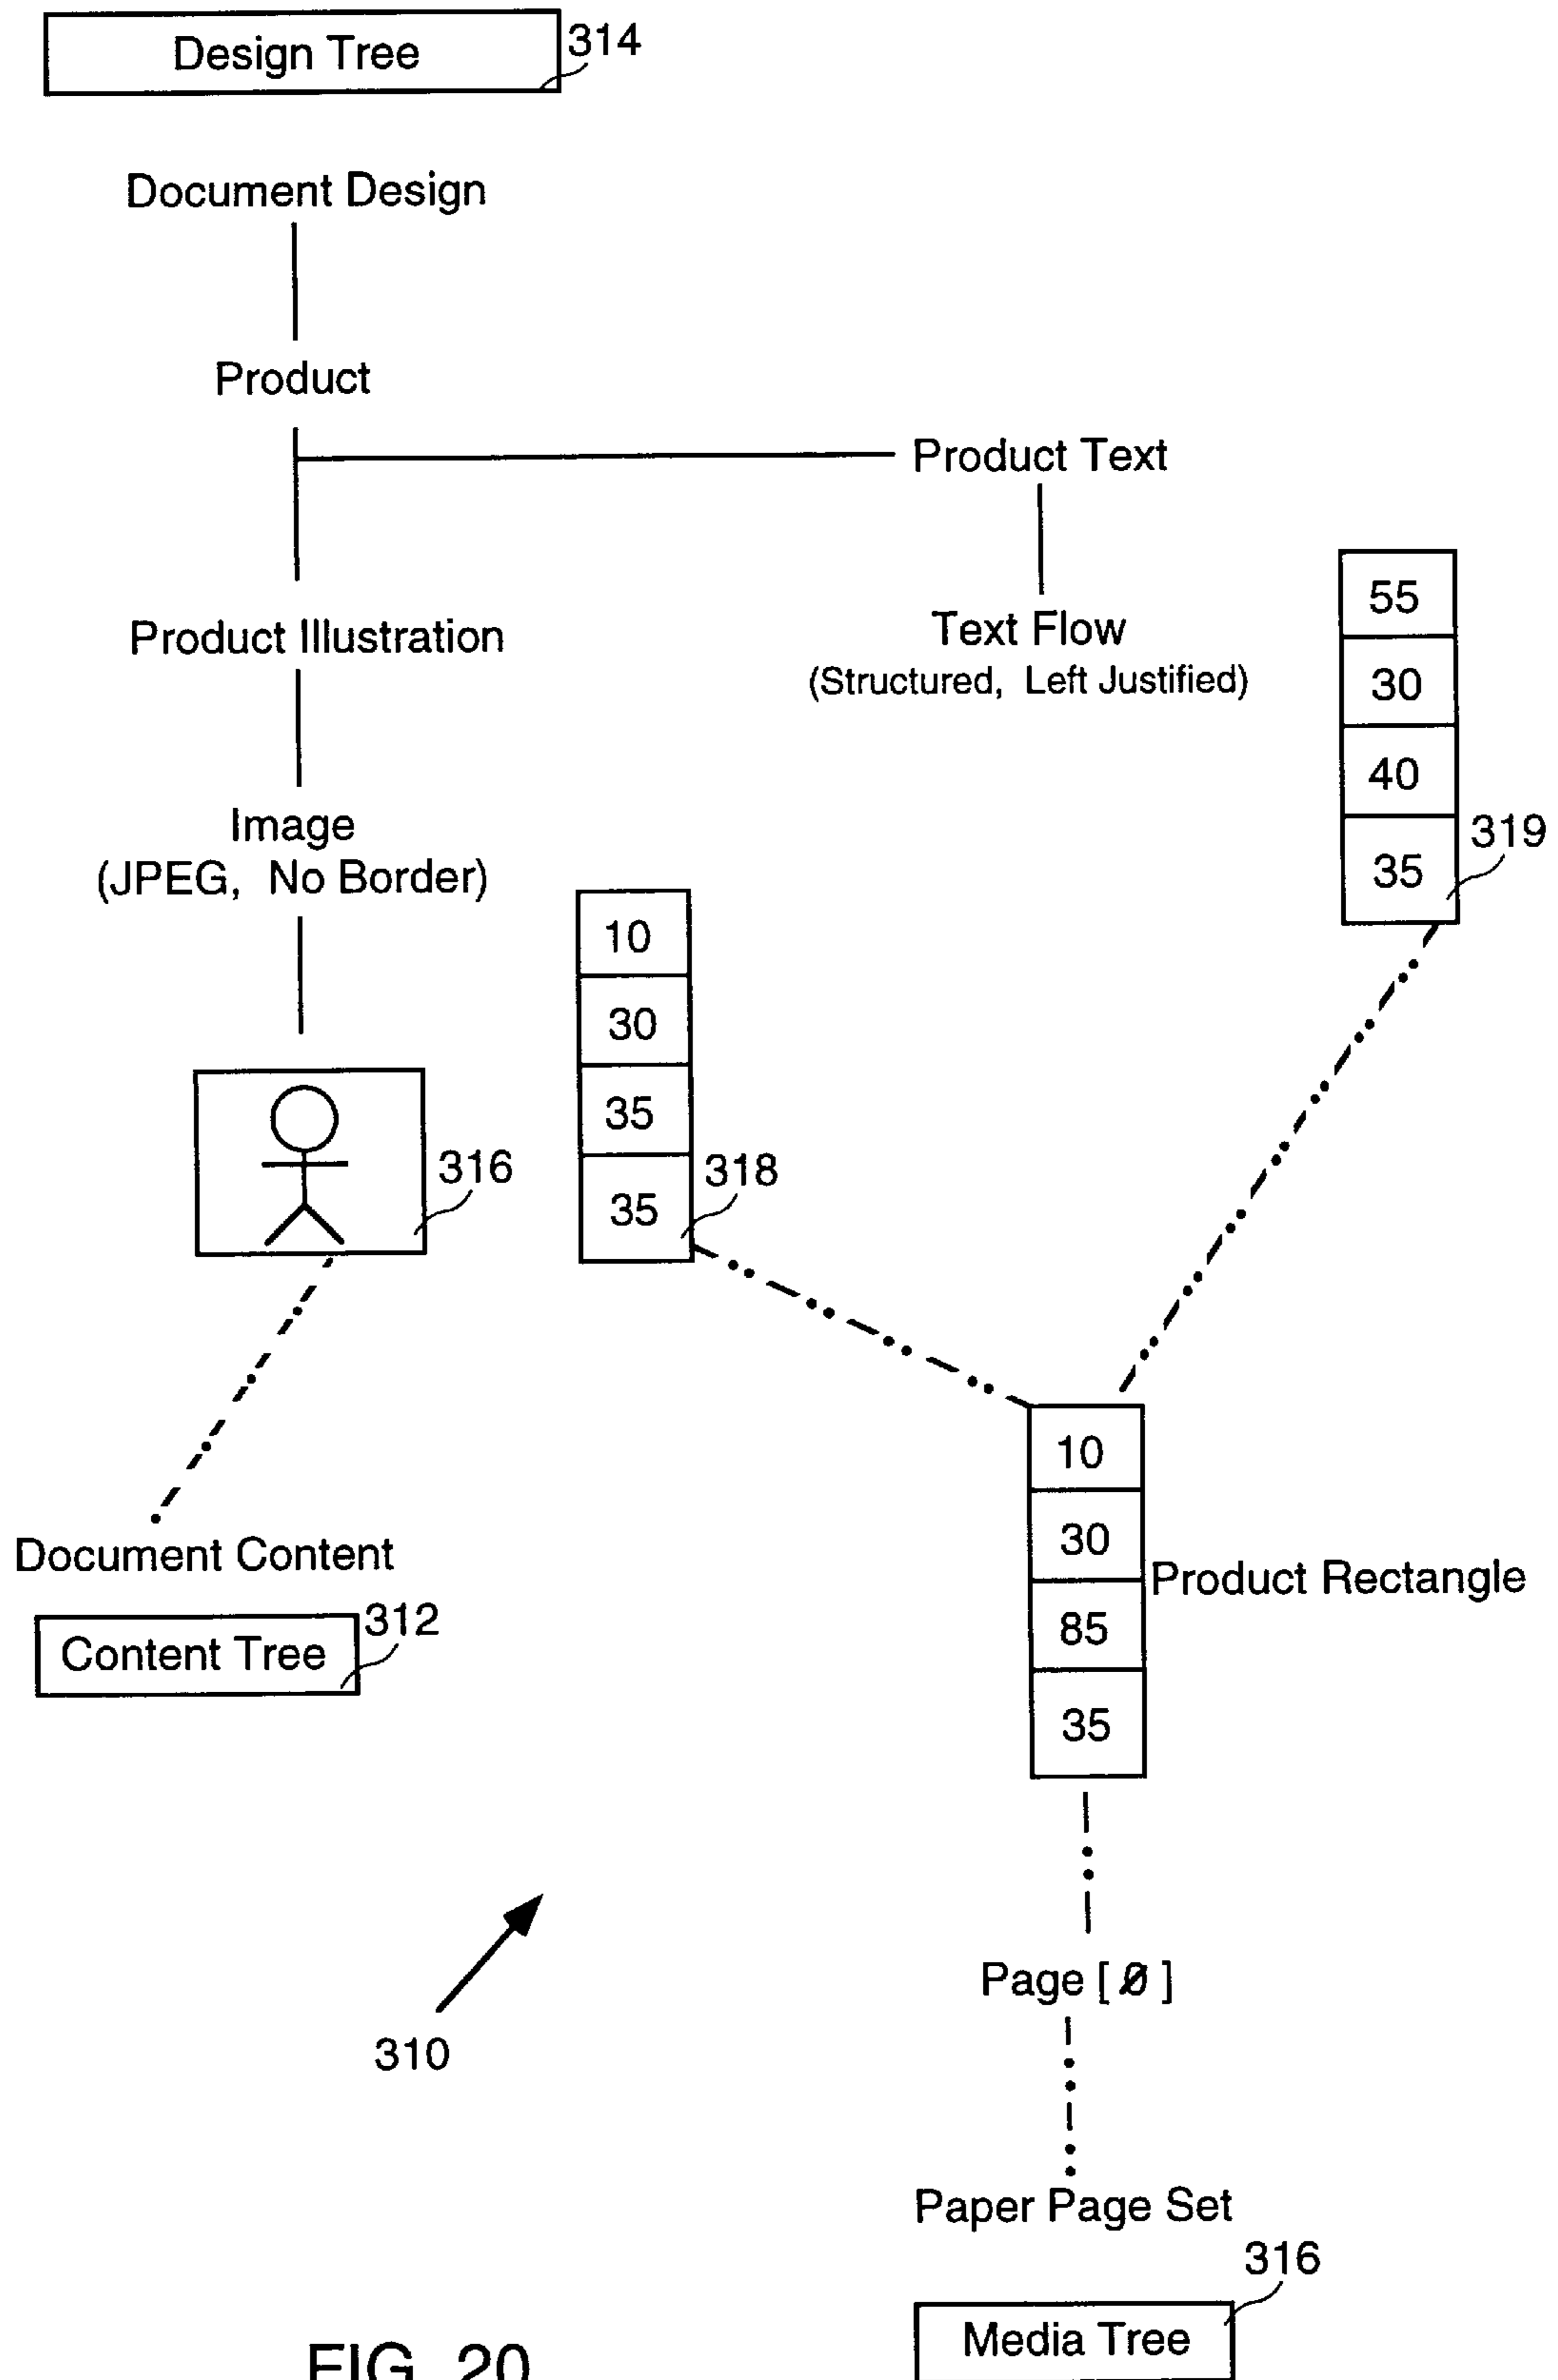 Design Tree
314
Document Design
Product
Product Text
Product Illustration
Text Flow
(Structured, Left Justified)
55
30
40
35
319
Image
(JPEG, No Border)
10
30
35
35
318
316
10
30
85
35
Product Rectangle
Document Content
Content Tree
312
310
Page [ Ø ]
Paper Page Set
316
Media Tree
FIG. 20